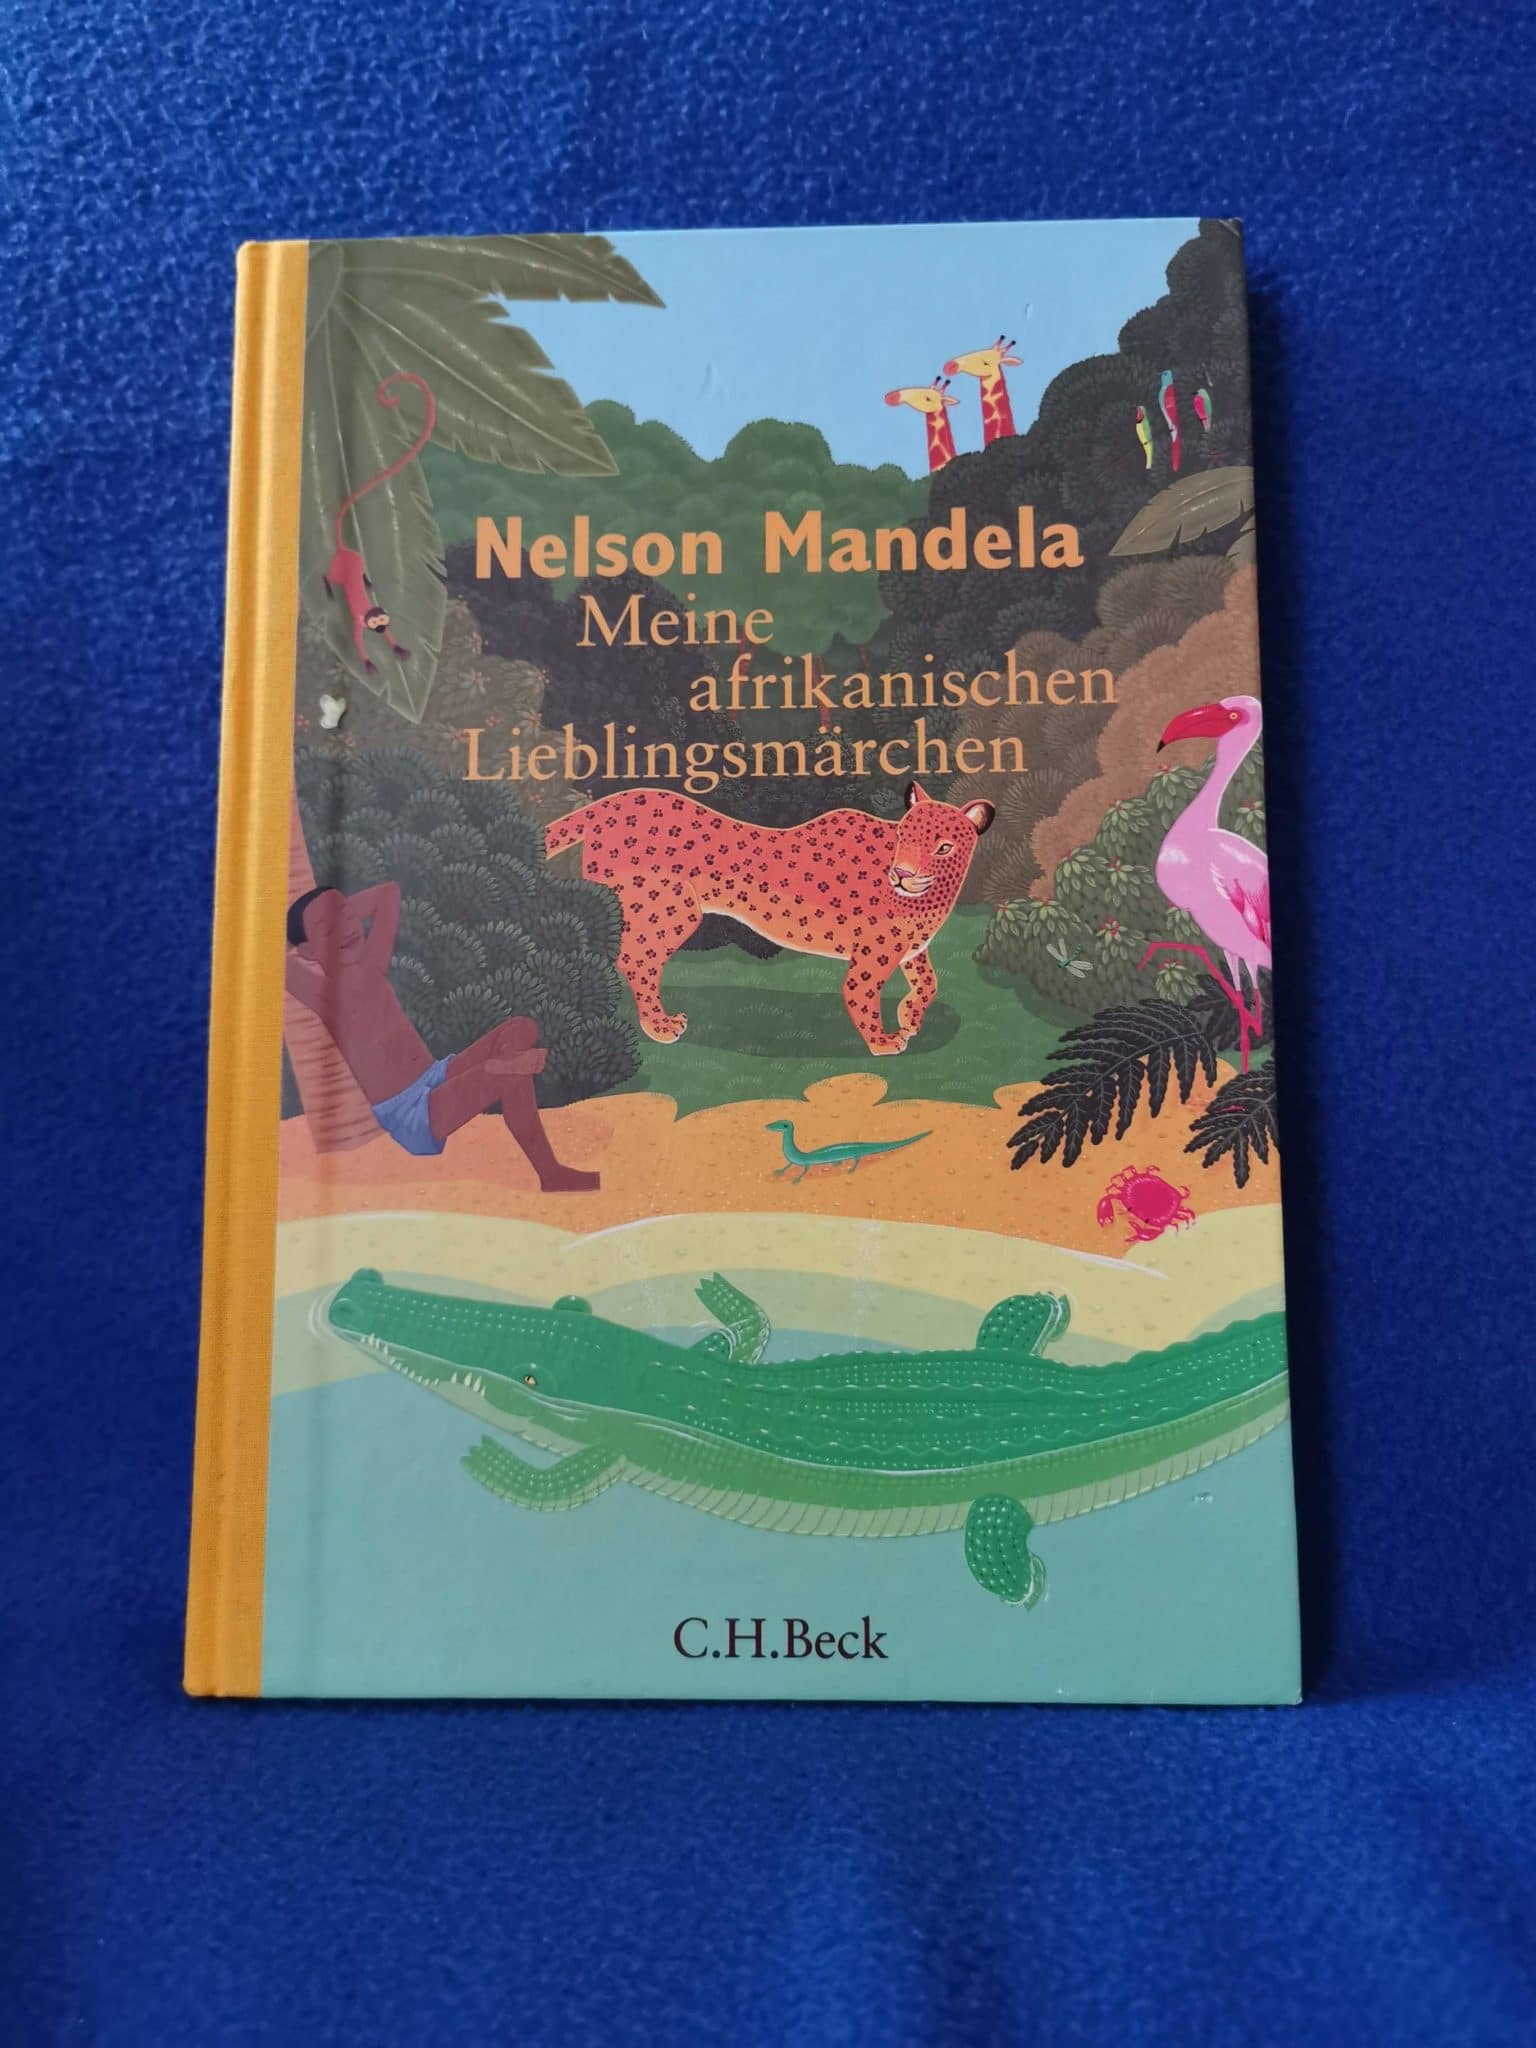 Nelson Mandela
Meine
afrikanischen
Lieblingsmärchen
C.H.Beck